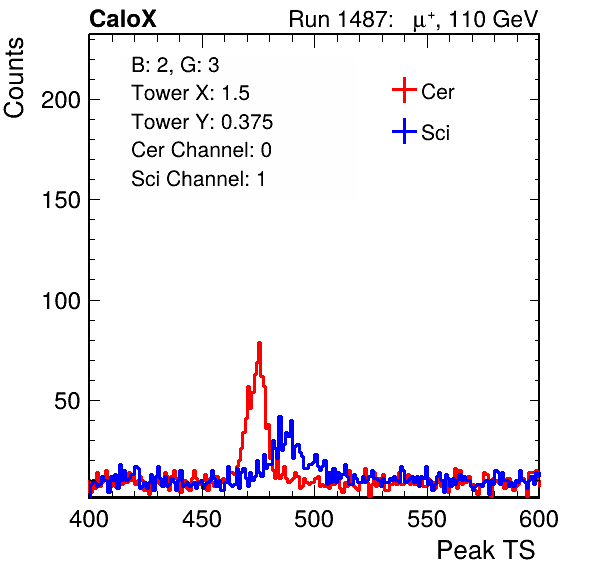 CaloX Run 1487: μ⁺, 110 GeV
Counts
B: 2, G: 3
Tower X: 1.5
Tower Y: 0.375
Cer Channel: 0
Sci Channel: 1
Cer
Sci
200
150
100
50
400 450 500 550 600
Peak TS